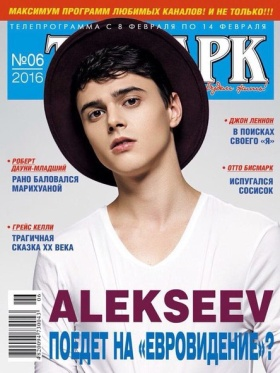 МАКСИМУМ ПРОГРАММ ЛЮБИМЫХ КАНАЛОВ! И НЕ ТОЛЬКО!!!
ТЕЛЕПРОГРАММА С 8 ФЕВРАЛЯ ПО 14 ФЕВРАЛЯ
№06
2016
• ДЖОН ЛЕННОН
В ПОИСКАХ
СВОЕГО «Я»
• РОБЕРТ
ДАУНИ-МЛАДШИЙ
РАНО БАЛОВАЛСЯ
МАРИХУАНОЙ
• ОТТО БИСМАРК
ИСПУГАЛСЯ
СОСИСОК
• ГРЕЙС КЕЛЛИ
ТРАГИЧНАЯ
СКАЗКА XX ВЕКА
ALEKSEEV
ПОЕДЕТ НА «ЕВРОВИДЕНИЕ»?